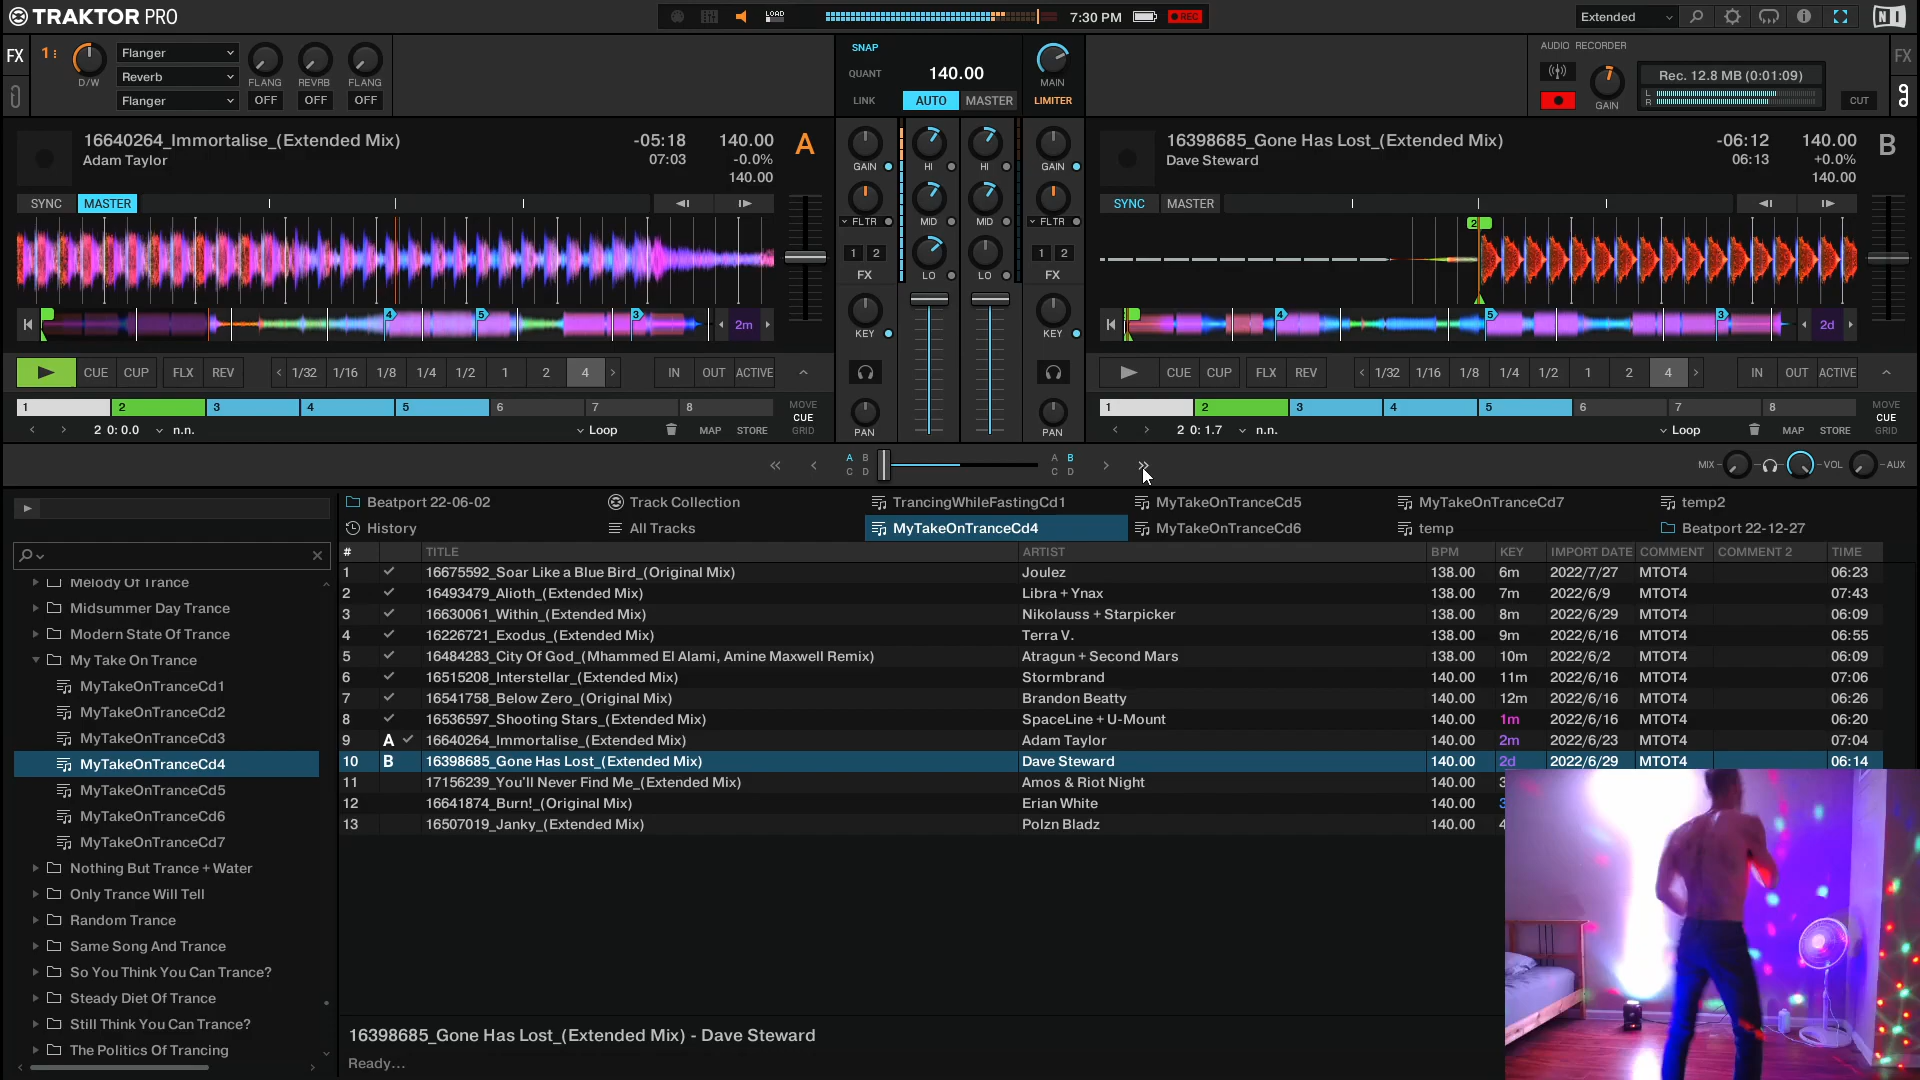 TRAKTOR PRO
LOAD
7:30 PM
REC
Extended
FX
1
D/W
Flanger
Reverb
Flanger
FLANG
REVRB
FLANG
OFF
OFF
OFF
SNAP
QUANT
140.00
LINK
AUTO
MASTER
MAIN
LIMITER
AUDIO RECORDER
GAIN
Rec. 12.8 MB (0:01:09)
L
R
CUT
FX
16640264_Immortalise_(Extended Mix)
-05:18
140.00
A
Adam Taylor
07:03
-0.0%
140.00
SYNC
MASTER
4
5
3
2m
CUE
CUP
FLX
REV
1/32
1/16
1/8
1/4
1/2
1
2
4
IN
OUT
ACTIVE
1
2
3
4
5
6
7
8
MOVE
CUE
GRID
2 0: 0.0
n.n.
Loop
MAP
STORE
GAIN
HI
HI
GAIN
FLTR
MID
MID
FLTR
1 2
1 2
FX
LO
LO
FX
KEY
KEY
PAN
PAN
16398685_Gone Has Lost_(Extended Mix)
-06:12
140.00
B
Dave Steward
06:13
+0.0%
140.00
SYNC
MASTER
2
4
5
3
2d
CUE
CUP
FLX
REV
1/32
1/16
1/8
1/4
1/2
1
2
4
IN
OUT
ACTIVE
1
2
3
4
5
6
7
8
MOVE
CUE
GRID
2 0: 1.7
n.n.
Loop
MAP
STORE
A B
C D
A B
C D
MIX
VOL
AUX
Beatport 22-06-02
Track Collection
TrancingWhileFastingCd1
MyTakeOnTranceCd5
MyTakeOnTranceCd7
temp2
History
All Tracks
MyTakeOnTranceCd4
MyTakeOnTranceCd6
temp
Beatport 22-12-27
Melody Of Trance
Midsummer Day Trance
Modern State Of Trance
My Take On Trance
MyTakeOnTranceCd1
MyTakeOnTranceCd2
MyTakeOnTranceCd3
MyTakeOnTranceCd4
MyTakeOnTranceCd5
MyTakeOnTranceCd6
MyTakeOnTranceCd7
Nothing But Trance + Water
Only Trance Will Tell
Random Trance
Same Song And Trance
So You Think You Can Trance?
Steady Diet Of Trance
Still Think You Can Trance?
The Politics Of Trancing
# TITLE ARTIST BPM KEY IMPORT DATE COMMENT COMMENT 2 TIME
1 16675592_Soar Like a Blue Bird_(Original Mix) Joulez 138.00 6m 2022/7/27 MTOT4 06:23
2 16493479_Alioth_(Extended Mix) Libra + Ynax 138.00 7m 2022/6/9 MTOT4 07:43
3 16630061_Within_(Extended Mix) Nikolauss + Starpicker 138.00 8m 2022/6/29 MTOT4 06:09
4 16226721_Exodus_(Extended Mix) Terra V. 138.00 9m 2022/6/16 MTOT4 06:55
5 16484283_City Of God_(Mhammed El Alami, Amine Maxwell Remix) Atragun + Second Mars 138.00 10m 2022/6/2 MTOT4 06:09
6 16515208_Interstellar_(Extended Mix) Stormbrand 140.00 11m 2022/6/16 MTOT4 07:06
7 16541758_Below Zero_(Original Mix) Brandon Beatty 140.00 12m 2022/6/16 MTOT4 06:26
8 16536597_Shooting Stars_(Extended Mix) SpaceLine + U-Mount 140.00 1m 2022/6/16 MTOT4 06:20
9 A 16640264_Immortalise_(Extended Mix) Adam Taylor 140.00 2m 2022/6/23 MTOT4 07:04
10 B 16398685_Gone Has Lost_(Extended Mix) Dave Steward 140.00 2d 2022/6/29 MTOT4 06:14
11 17156239_You'll Never Find Me_(Extended Mix) Amos & Riot Night 140.00
12 16641874_Burn!_(Original Mix) Erian White 140.00
13 16507019_Janky_(Extended Mix) Polzn Bladz 140.00
16398685_Gone Has Lost_(Extended Mix) - Dave Steward
Ready...